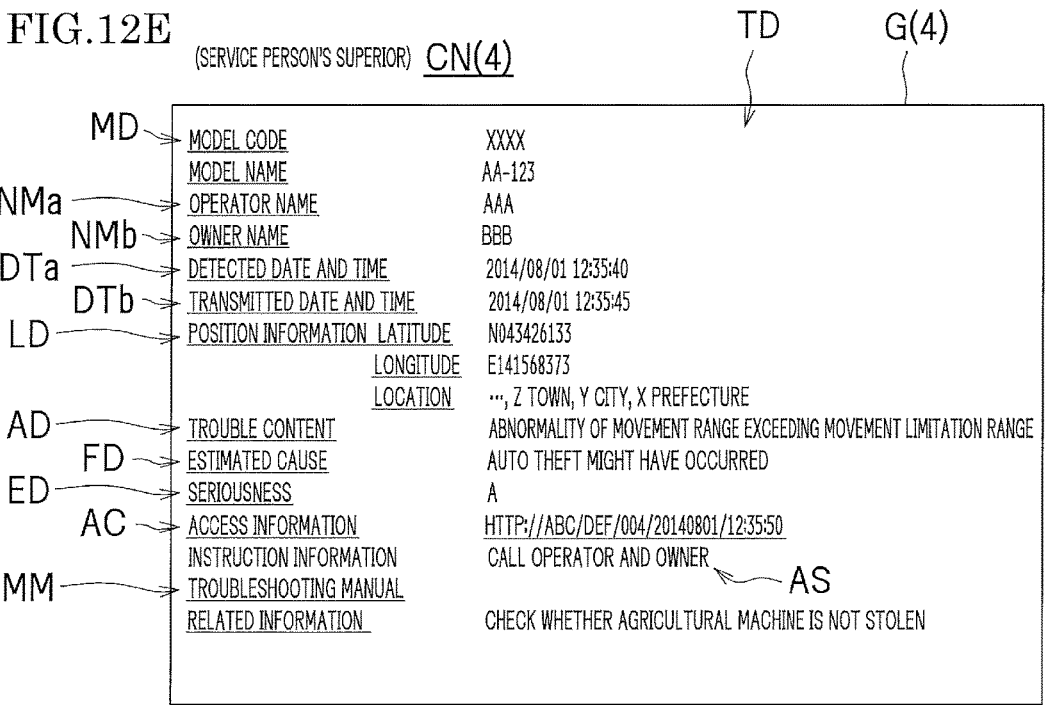 FIG.12E
(SERVICE PERSON'S SUPERIOR) CN(4)
TD
G(4)
MD MODEL CODE XXXX
MODEL NAME AA-123
NMa OPERATOR NAME AAA
NMb OWNER NAME BBB
DTa DETECTED DATE AND TIME 2014/08/01 12:35:40
DTb TRANSMITTED DATE AND TIME 2014/08/01 12:35:45
LD POSITION INFORMATION LATITUDE N043426133
LONGITUDE E141568373
LOCATION ···, Z TOWN, Y CITY, X PREFECTURE
AD TROUBLE CONTENT ABNORMALITY OF MOVEMENT RANGE EXCEEDING MOVEMENT LIMITATION RANGE
FD ESTIMATED CAUSE AUTO THEFT MIGHT HAVE OCCURRED
ED SERIOUSNESS A
AC ACCESS INFORMATION HTTP://ABC/DEF/004/20140801/12:35:50
INSTRUCTION INFORMATION CALL OPERATOR AND OWNER AS
MM TROUBLESHOOTING MANUAL
RELATED INFORMATION CHECK WHETHER AGRICULTURAL MACHINE IS NOT STOLEN